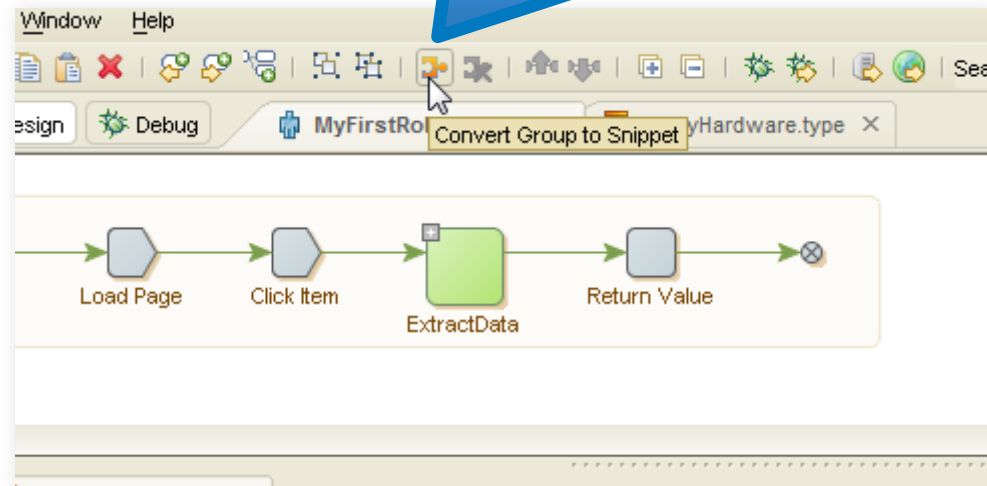 Window Help
Sea
esign Debug MyFirstRo yHardware.type
Convert Group to Snippet
Load Page Click Item Return Value
ExtractData